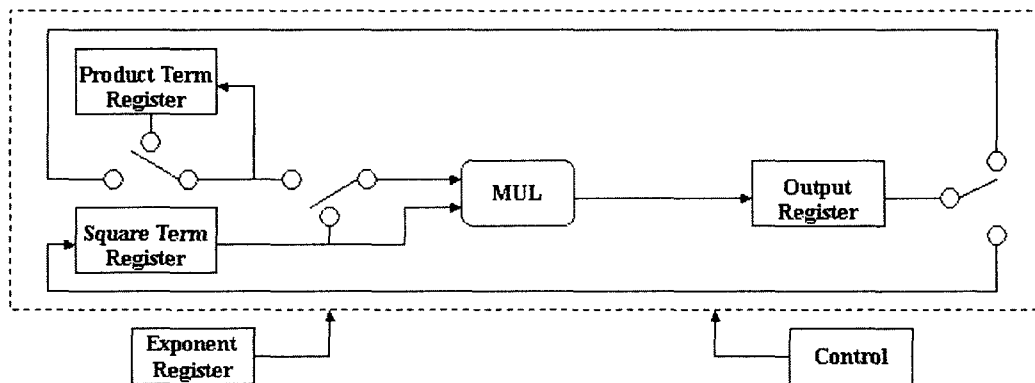 Product Term
Register
MUL
Output
Register
Square Term
Register
Exponent
Register
Control